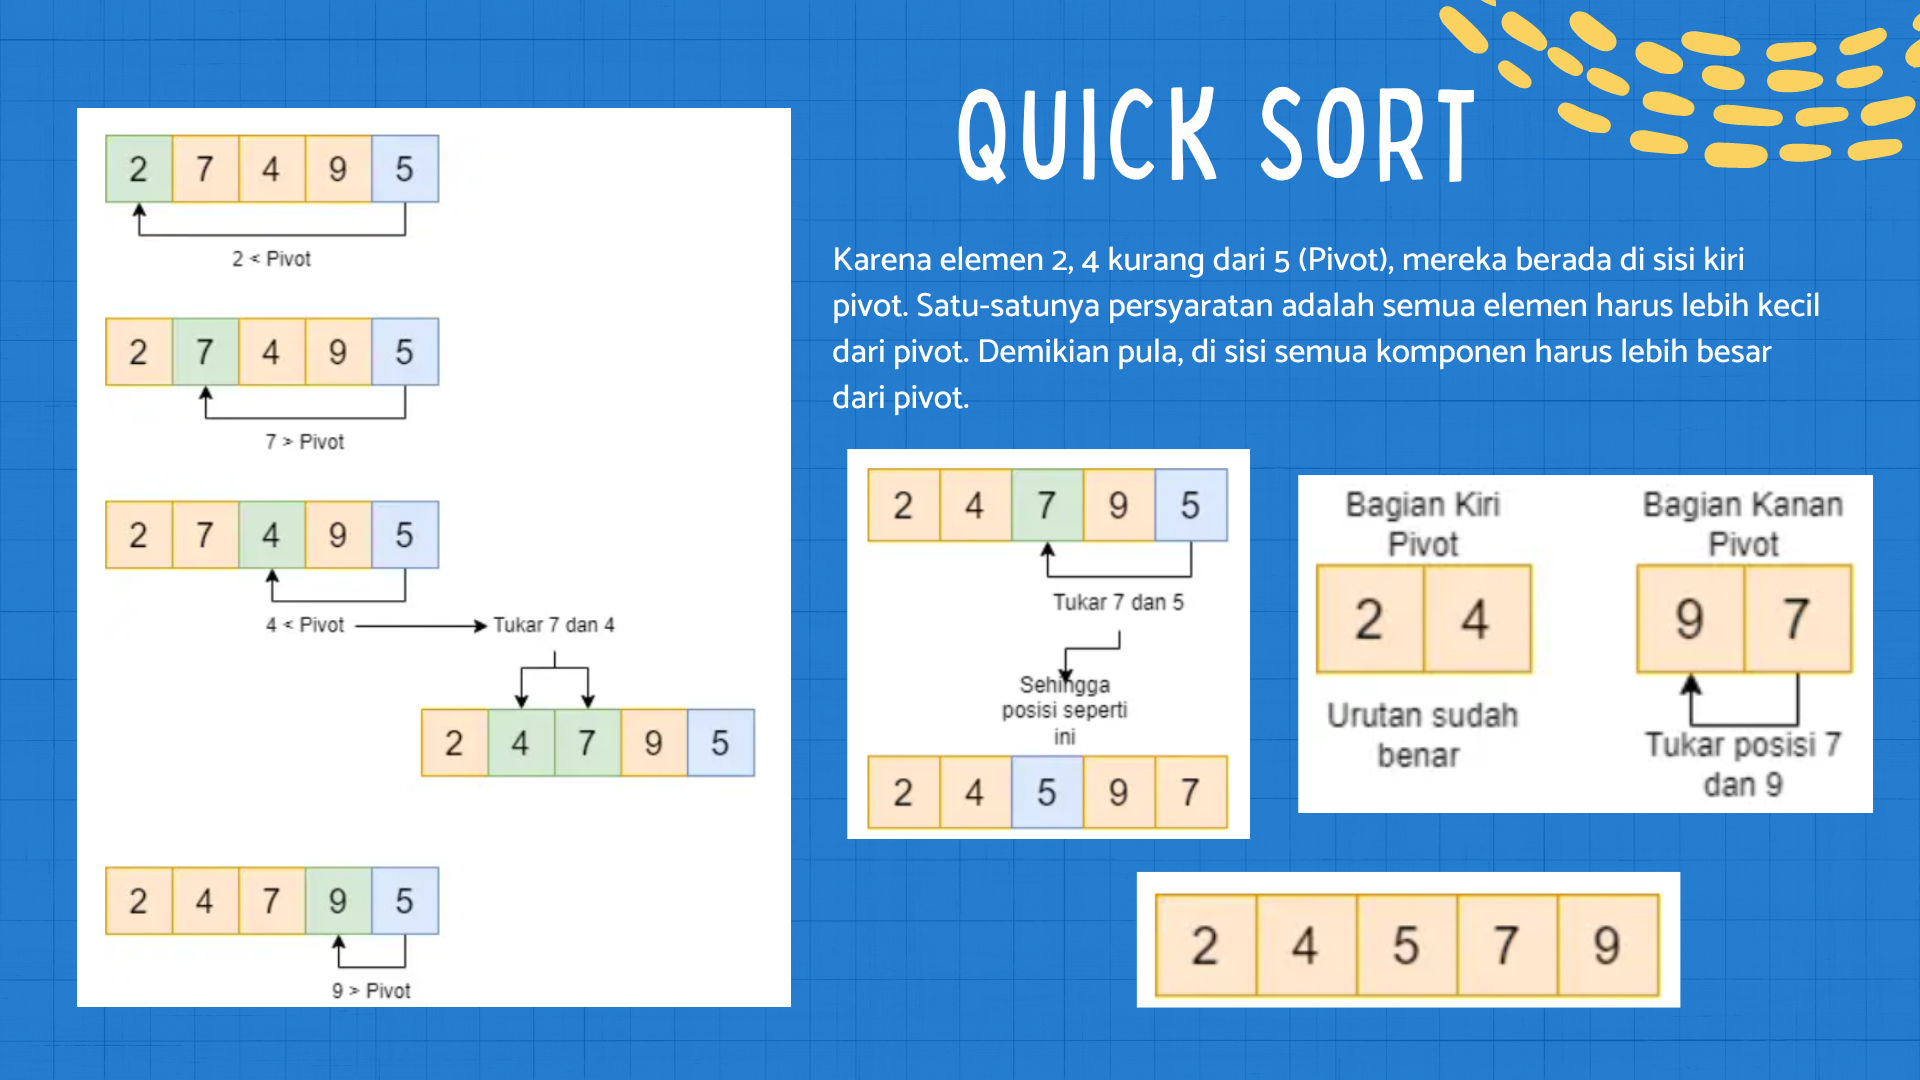 QUICK SORT
Karena elemen 2, 4 kurang dari 5 (Pivot), mereka berada di sisi kiri
pivot. Satu-satunya persyaratan adalah semua elemen harus lebih kecil
dari pivot. Demikian pula, di sisi semua komponen harus lebih besar
dari pivot.
2 7 4 9 5
2 < Pivot
2 7 4 9 5
7 > Pivot
2 7 4 9 5
4 < Pivot
Tukar 7 dan 4
2 4 7 9 5
2 4 7 9 5
9 > Pivot
2 4 7 9 5
Tukar 7 dan 5
Sehingga
posisi seperti
ini
2 4 5 9 7
Bagian Kiri
Pivot
2 4
Urutan sudah
benar
Bagian Kanan
Pivot
9 7
Tukar posisi 7
dan 9
2 4 5 7 9